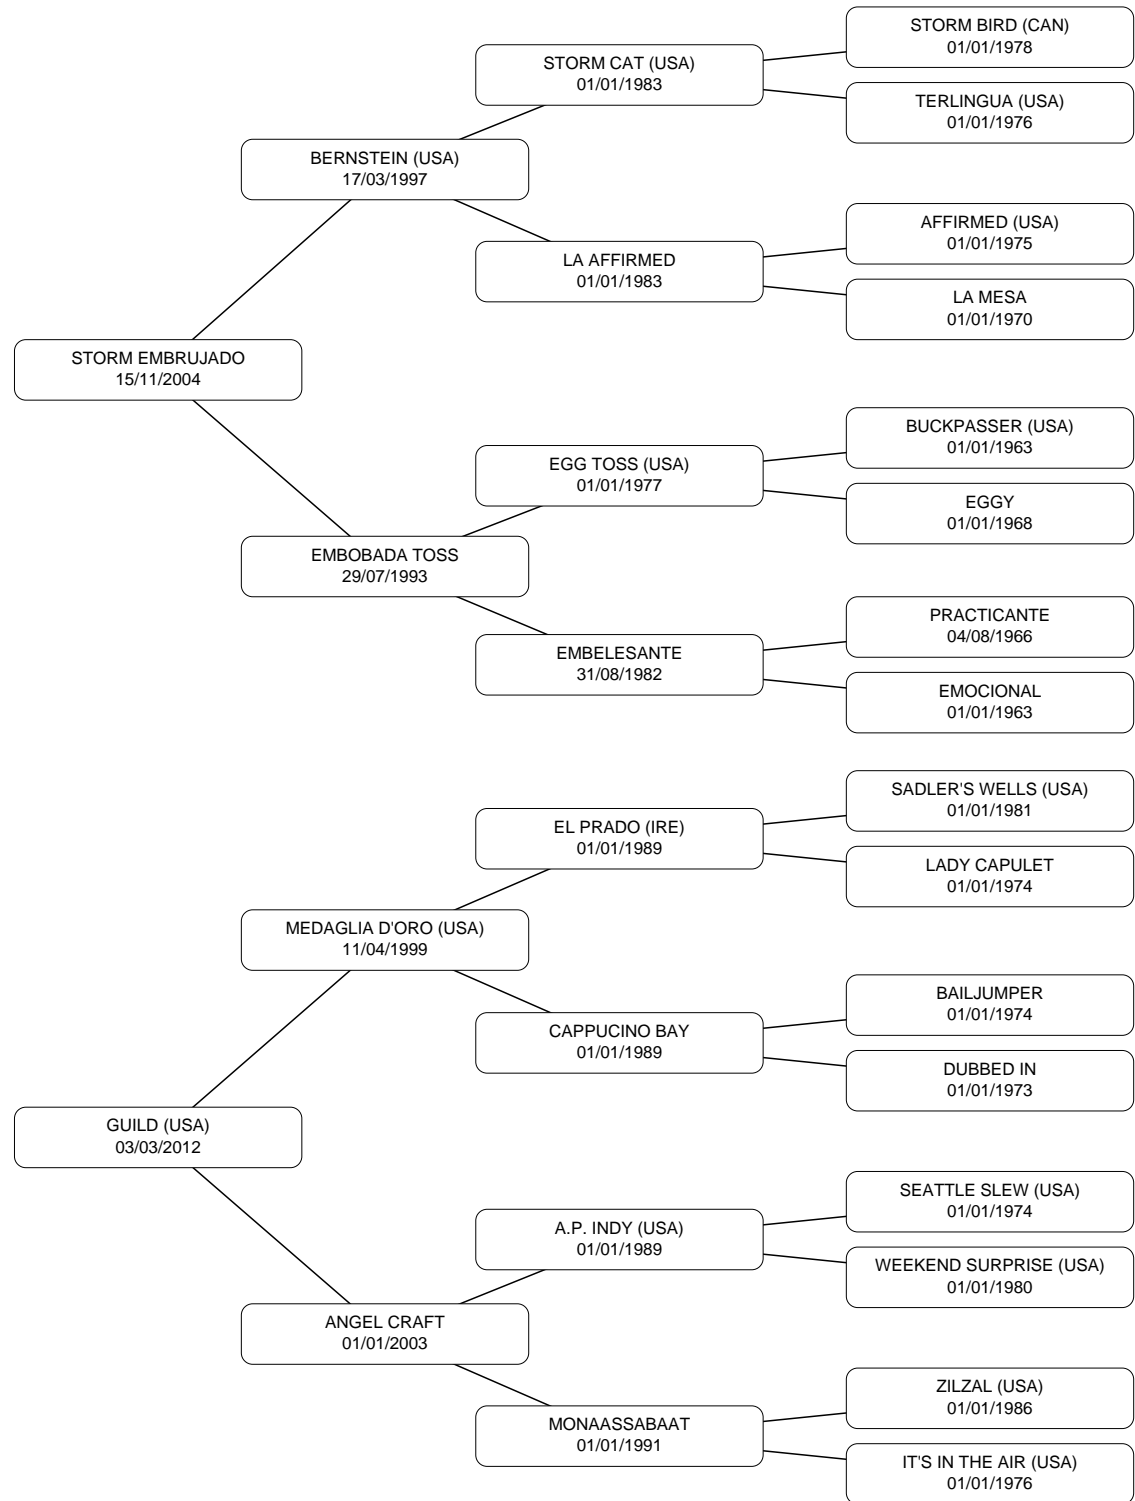 STORM BIRD (CAN)
01/01/1978
STORM CAT (USA)
01/01/1983
TERLINGUA (USA)
01/01/1976
BERNSTEIN (USA)
17/03/1997
AFFIRMED (USA)
01/01/1975
LA AFFIRMED
01/01/1983
LA MESA
01/01/1970
STORM EMBRUJADO
15/11/2004
BUCKPASSER (USA)
01/01/1963
EGG TOSS (USA)
01/01/1977
EGGY
01/01/1968
EMBOBADA TOSS
29/07/1993
PRACTICANTE
04/08/1966
EMBELESANTE
31/08/1982
EMOCIONAL
01/01/1963
SADLER'S WELLS (USA)
01/01/1981
EL PRADO (IRE)
01/01/1989
LADY CAPULET
01/01/1974
MEDAGLIA D'ORO (USA)
11/04/1999
BAILJUMPER
01/01/1974
CAPPUCINO BAY
01/01/1989
DUBBED IN
01/01/1973
GUILD (USA)
03/03/2012
SEATTLE SLEW (USA)
01/01/1974
A.P. INDY (USA)
01/01/1989
WEEKEND SURPRISE (USA)
01/01/1980
ANGEL CRAFT
01/01/2003
ZILZAL (USA)
01/01/1986
MONAASSABAAT
01/01/1991
IT'S IN THE AIR (USA)
01/01/1976